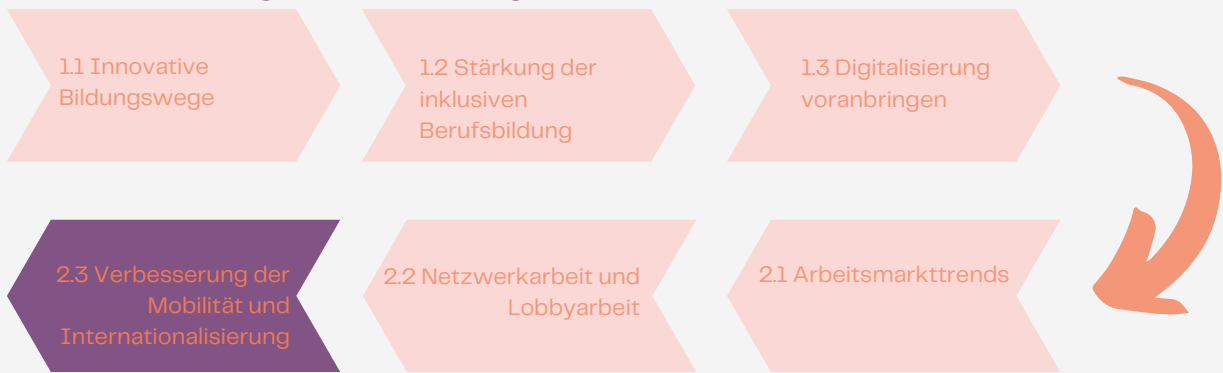 1.1 Innovative
Bildungswege
1.2 Stärkung der
inklusiven
Berufsbildung
1.3 Digitalisierung
voranbringen
2.3 Verbesserung der
Mobilität und
Internationalisierung
2.2 Netzwerkarbeit und
Lobbyarbeit
2.1 Arbeitsmarkttrends